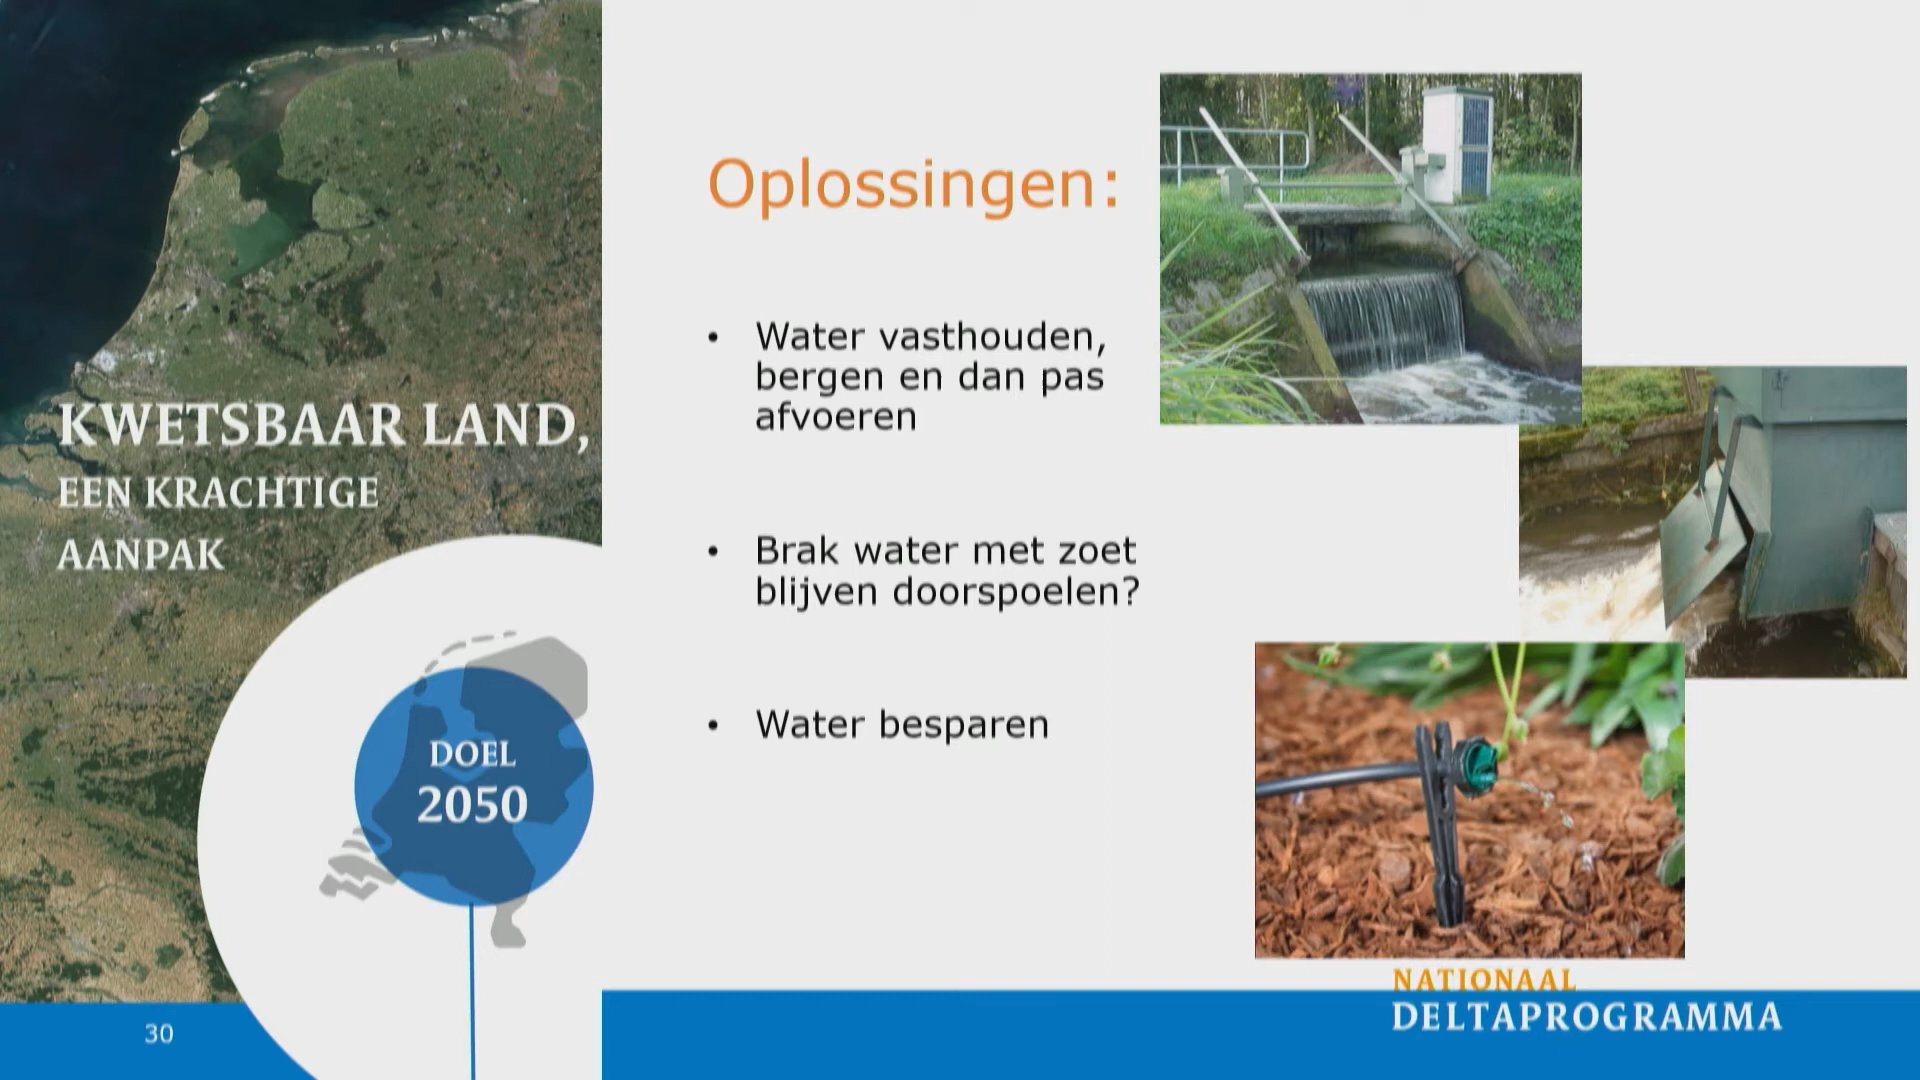 KWETSBAAR LAND,
EEN KRACHTIGE
AANPAK
DOEL
2050
30
Oplossingen:
• Water vasthouden,
bergen en dan pas
afvoeren
• Brak water met zoet
blijven doorspoelen?
• Water besparen
NATIONAAL
DELTAPROGRAMMA